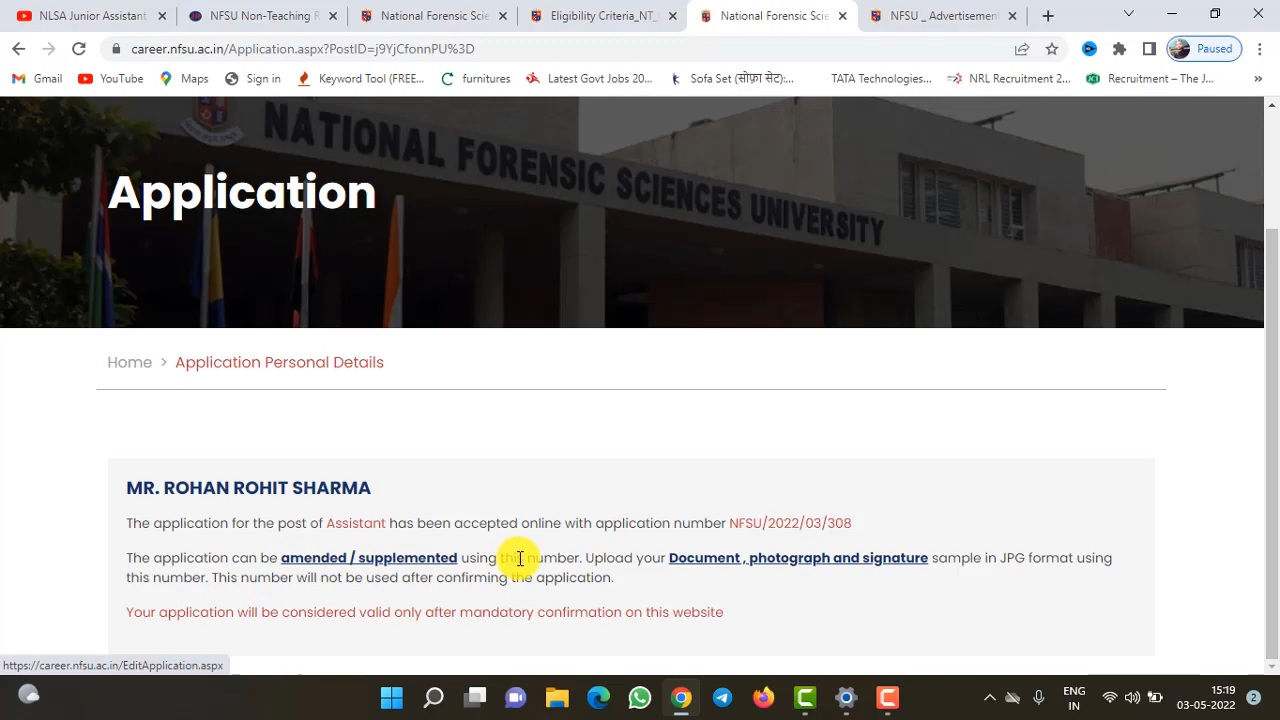 NLSA Junior Assistant
NFSU Non-Teaching R
National Forensic Sci
Eligibility Criteria_NT_
National Forensic Scie
NFSU _ Advertisemen
career.nfsu.ac.in/Application.aspx?PostID=j9YjCfonnPU%3D
Paused
Gmail YouTube Maps Sign in Keyword Tool (FREE... furnitures Latest Govt Jobs 20... Sofa Set (सोफ़ा सेट):... TATA Technologies... NRL Recruitment 2... Recruitment – The J...
NATIONAL FORENSIC SCIENCES UNIVERSITY
Application
Home > Application Personal Details
MR. ROHAN ROHIT SHARMA
The application for the post of Assistant has been accepted online with application number NFSU/2022/03/308
The application can be amended / supplemented using this number. Upload your Document , photograph and signature sample in JPG format using
this number. This number will not be used after confirming the application.
Your application will be considered valid only after mandatory confirmation on this website
https://career.nfsu.ac.in/EditApplication.aspx
ENG
IN
15:19
03-05-2022
2